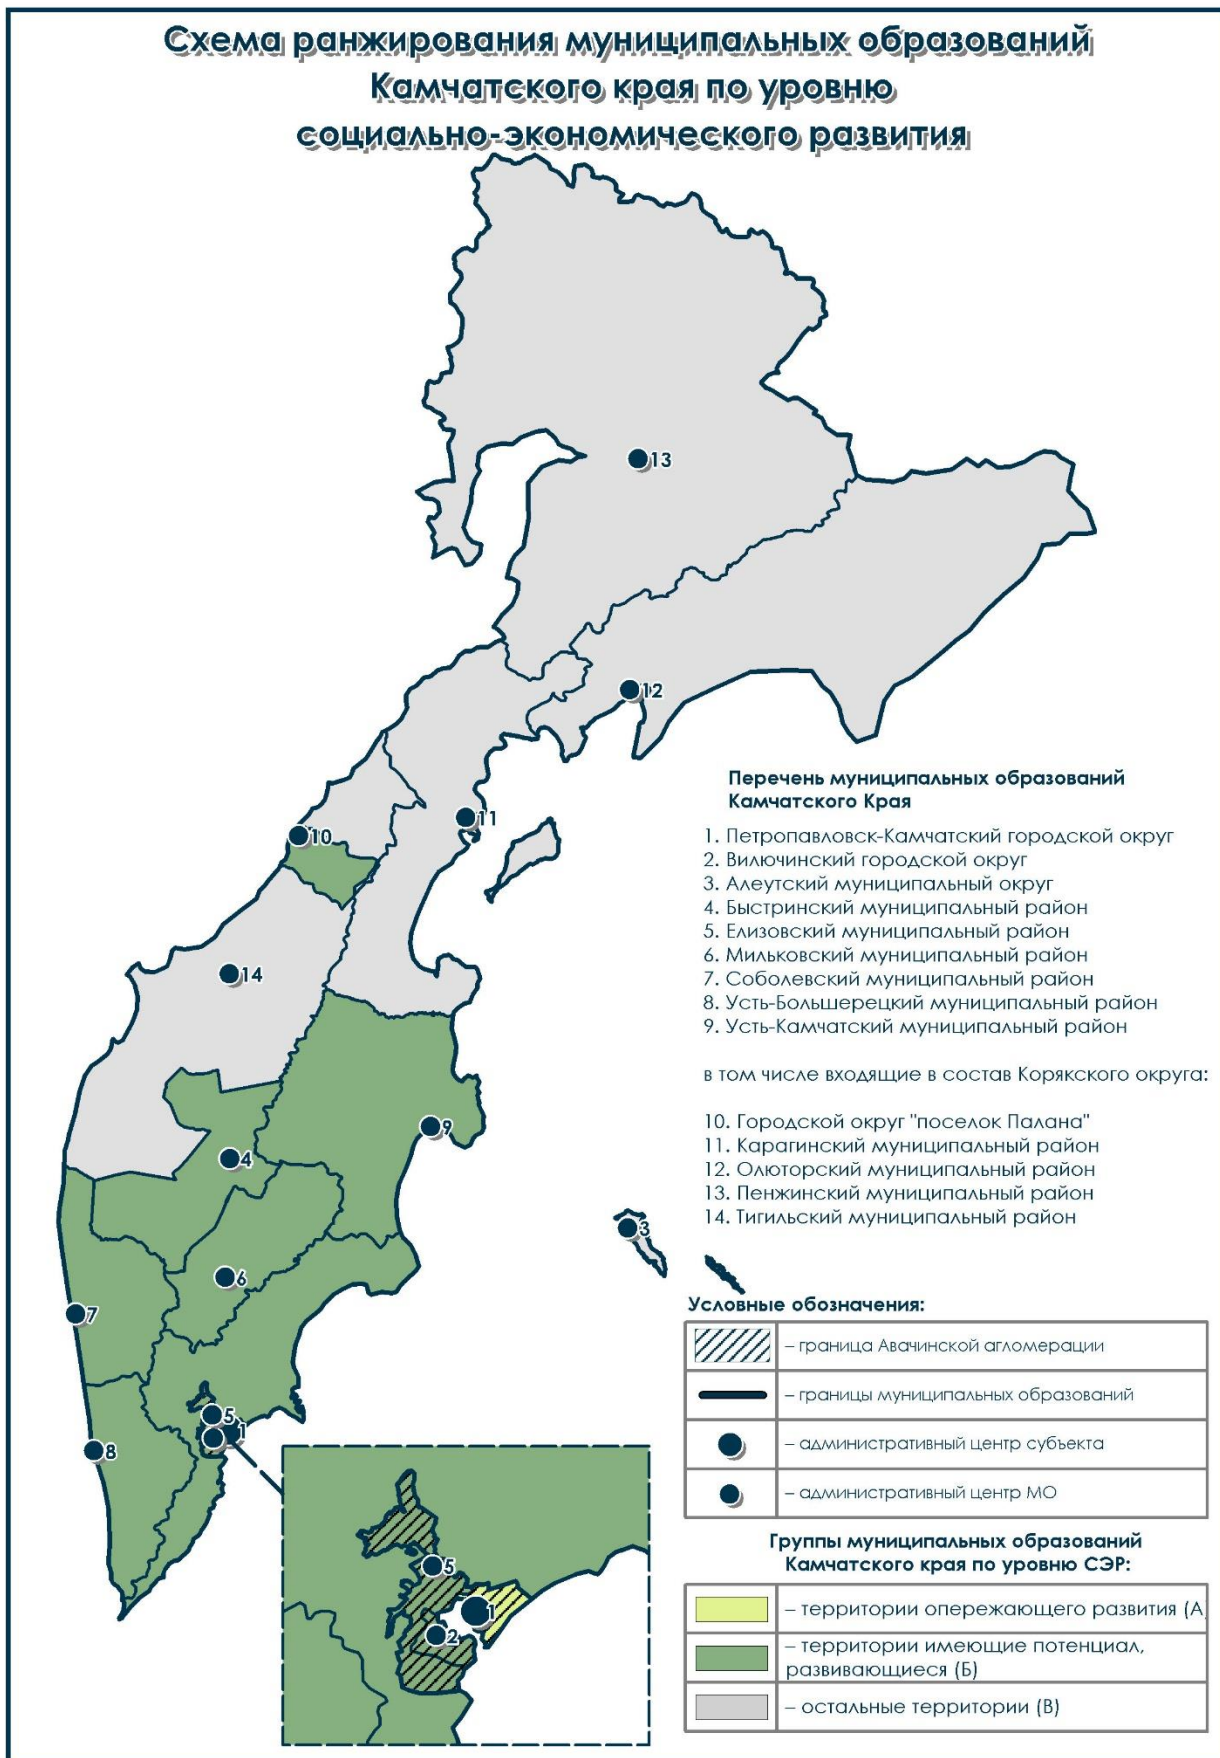 Схема ранжирования муниципальных образований
Камчатского края по уровню
социально-экономического развития
13
12
11
10
14
9
4
3
6
7
5
1
8
5
1
2
Перечень муниципальных образований
Камчатского Края
1. Петропавловск-Камчатский городской округ
2. Вилючинский городской округ
3. Алеутский муниципальный округ
4. Быстринский муниципальный район
5. Елизовский муниципальный район
6. Мильковский муниципальный район
7. Соболевский муниципальный район
8. Усть-Большерецкий муниципальный район
9. Усть-Камчатский муниципальный район
в том числе входящие в состав Корякского округа:
10. Городской округ "поселок Палана"
11. Карагинский муниципальный район
12. Олюторский муниципальный район
13. Пенжинский муниципальный район
14. Тигильский муниципальный район
Условные обозначения:
– граница Авачинской агломерации
– границы муниципальных образований
– административный центр субъекта
– административный центр МО
Группы муниципальных образований
Камчатского края по уровню СЭР:
– территории опережающего развития (А
– территории имеющие потенциал,
развивающиеся (Б)
– остальные территории (В)